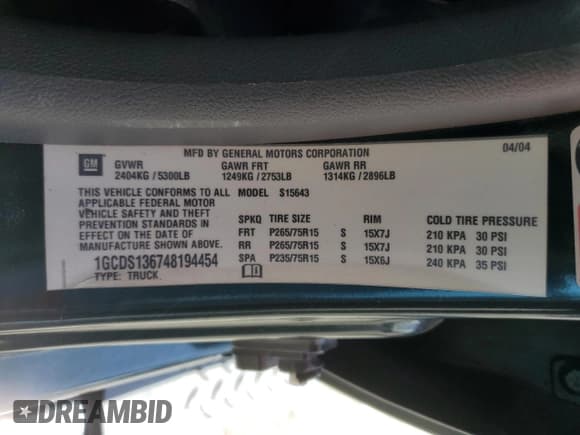 MFD BY GENERAL MOTORS CORPORATION 04/04
GM GVWR GAWR FRT GAWR RR
2404KG / 5300LB 1249KG / 2753LB 1314KG / 2896LB
THIS VEHICLE CONFORMS TO ALL MODEL S15643
APPLICABLE FEDERAL MOTOR
VEHICLE SAFETY AND THEFT
PREVENTION STANDARDS IN SPKQ TIRE SIZE RIM COLD TIRE PRESSURE
EFFECT ON THE DATE OF FRT P265/75R15 S 15X7J 210 KPA 30 PSI
MANUFACTURE SHOWN ABOVE. RR P265/75R15 S 15X7J 210 KPA 30 PSI
1GCDS136748194454 SPA P235/75R15 S 15X6J 240 KPA 35 PSI
TYPE: TRUCK
DREAMBID